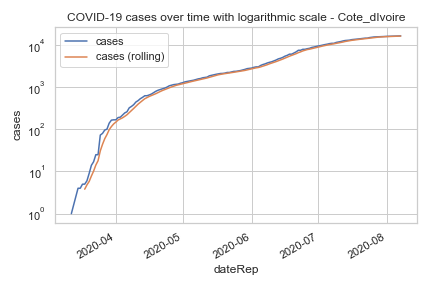 COVID-19 cases over time with logarithmic scale - Cote_dIvoire
cases
cases (rolling)
cases
10⁴
10³
10²
10¹
10⁰
2020-04
2020-05
2020-06
2020-07
2020-08
dateRep